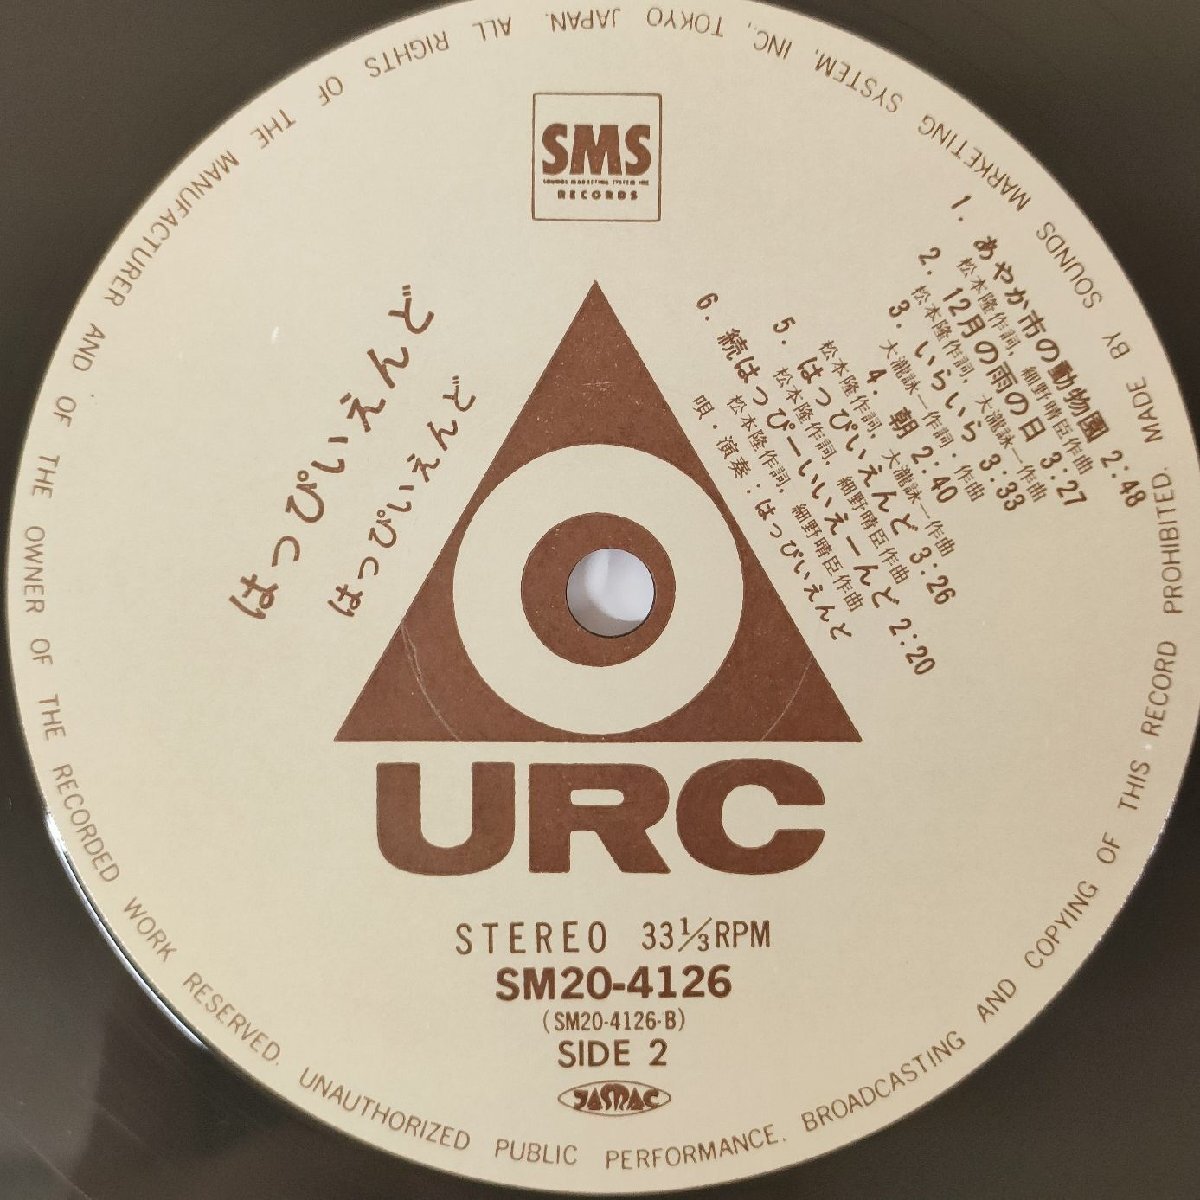 SMS
RECORDS
はっぴいえんど
はっぴいえんど
1. あやか市の動物園 2:48
松本隆作詞, 細野晴臣作曲
2. 12月の雨の日 3:27
松本隆作詞, 大瀧詠一作曲
3. いらいら 3:33
大瀧詠一作詞・作曲
4. 朝 2:40
松本隆作詞, 大瀧詠一作曲
5. はっぴいえんど 3:26
松本隆作詞, 細野晴臣作曲
6. 続はっぴーいいえーんど 2:20
松本隆作詞, 細野晴臣作曲
唄・演奏:はっぴいえんど
URC
STEREO 33 1/3 RPM
SM20-4126
(SM20-4126-B)
SIDE 2
JASRAC
MADE BY SOUNDS MARKETING SYSTEM, INC., TOKYO JAPAN. ALL RIGHTS OF THE MANUFACTURER AND OF THE OWNER OF THE RECORDED WORK RESERVED. UNAUTHORIZED PUBLIC PERFORMANCE. BROADCASTING AND COPYING OF THIS RECORD PROHIBITED.